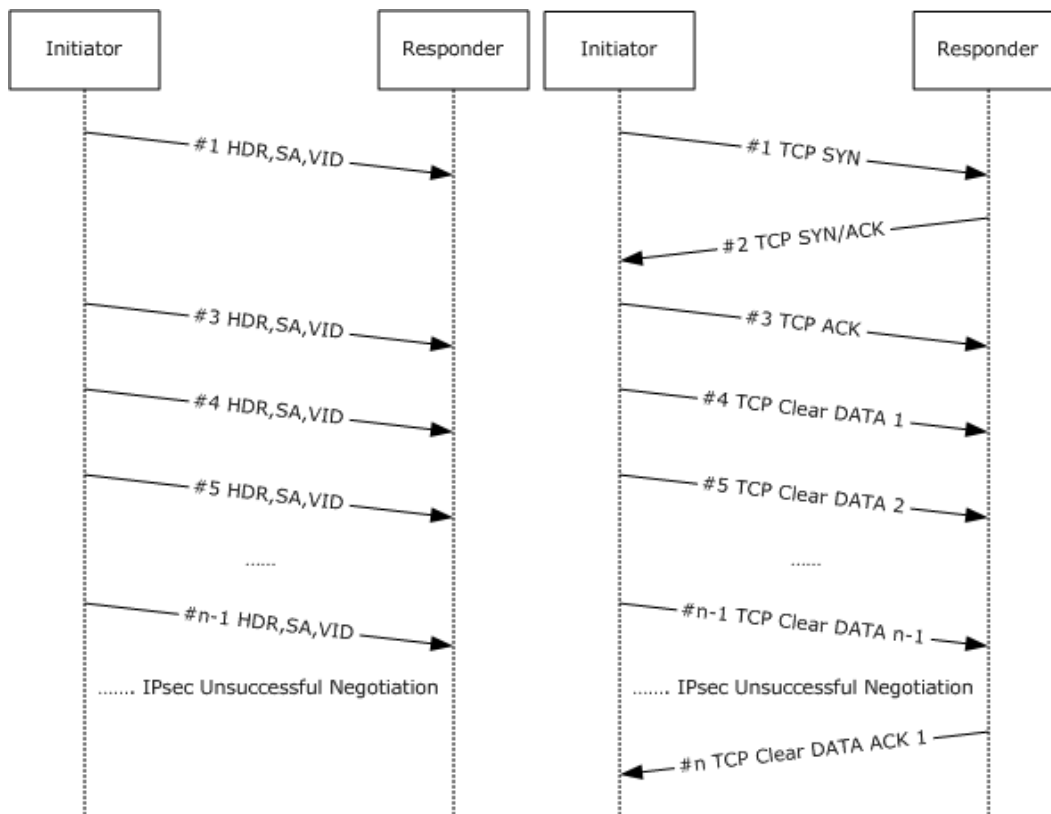 Initiator
Responder
Initiator
Responder
#1 HDR,SA,VID
#1 TCP SYN
#2 TCP SYN/ACK
#3 HDR,SA,VID
#3 TCP ACK
#4 HDR,SA,VID
#4 TCP Clear DATA 1
#5 HDR,SA,VID
#5 TCP Clear DATA 2
......
......
#n-1 HDR,SA,VID
#n-1 TCP Clear DATA n-1
....... IPsec Unsuccessful Negotiation
....... IPsec Unsuccessful Negotiation
#n TCP Clear DATA ACK 1